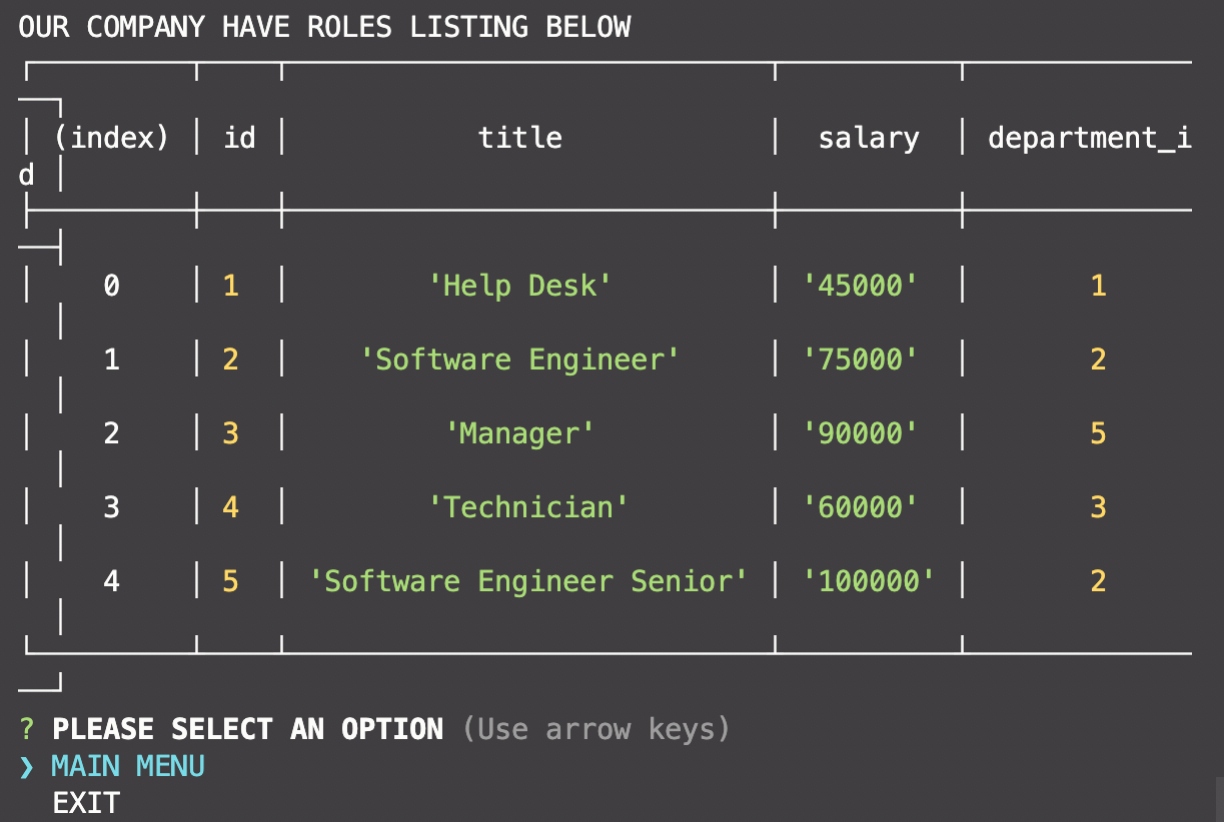 OUR COMPANY HAVE ROLES LISTING BELOW
(index) │ id │ title │ salary │ department_i
d │
0 │ 1 │ 'Help Desk' │ '45000' │ 1
1 │ 2 │ 'Software Engineer' │ '75000' │ 2
2 │ 3 │ 'Manager' │ '90000' │ 5
3 │ 4 │ 'Technician' │ '60000' │ 3
4 │ 5 │ 'Software Engineer Senior' │ '100000' │ 2
? PLEASE SELECT AN OPTION (Use arrow keys)
❯ MAIN MENU
EXIT